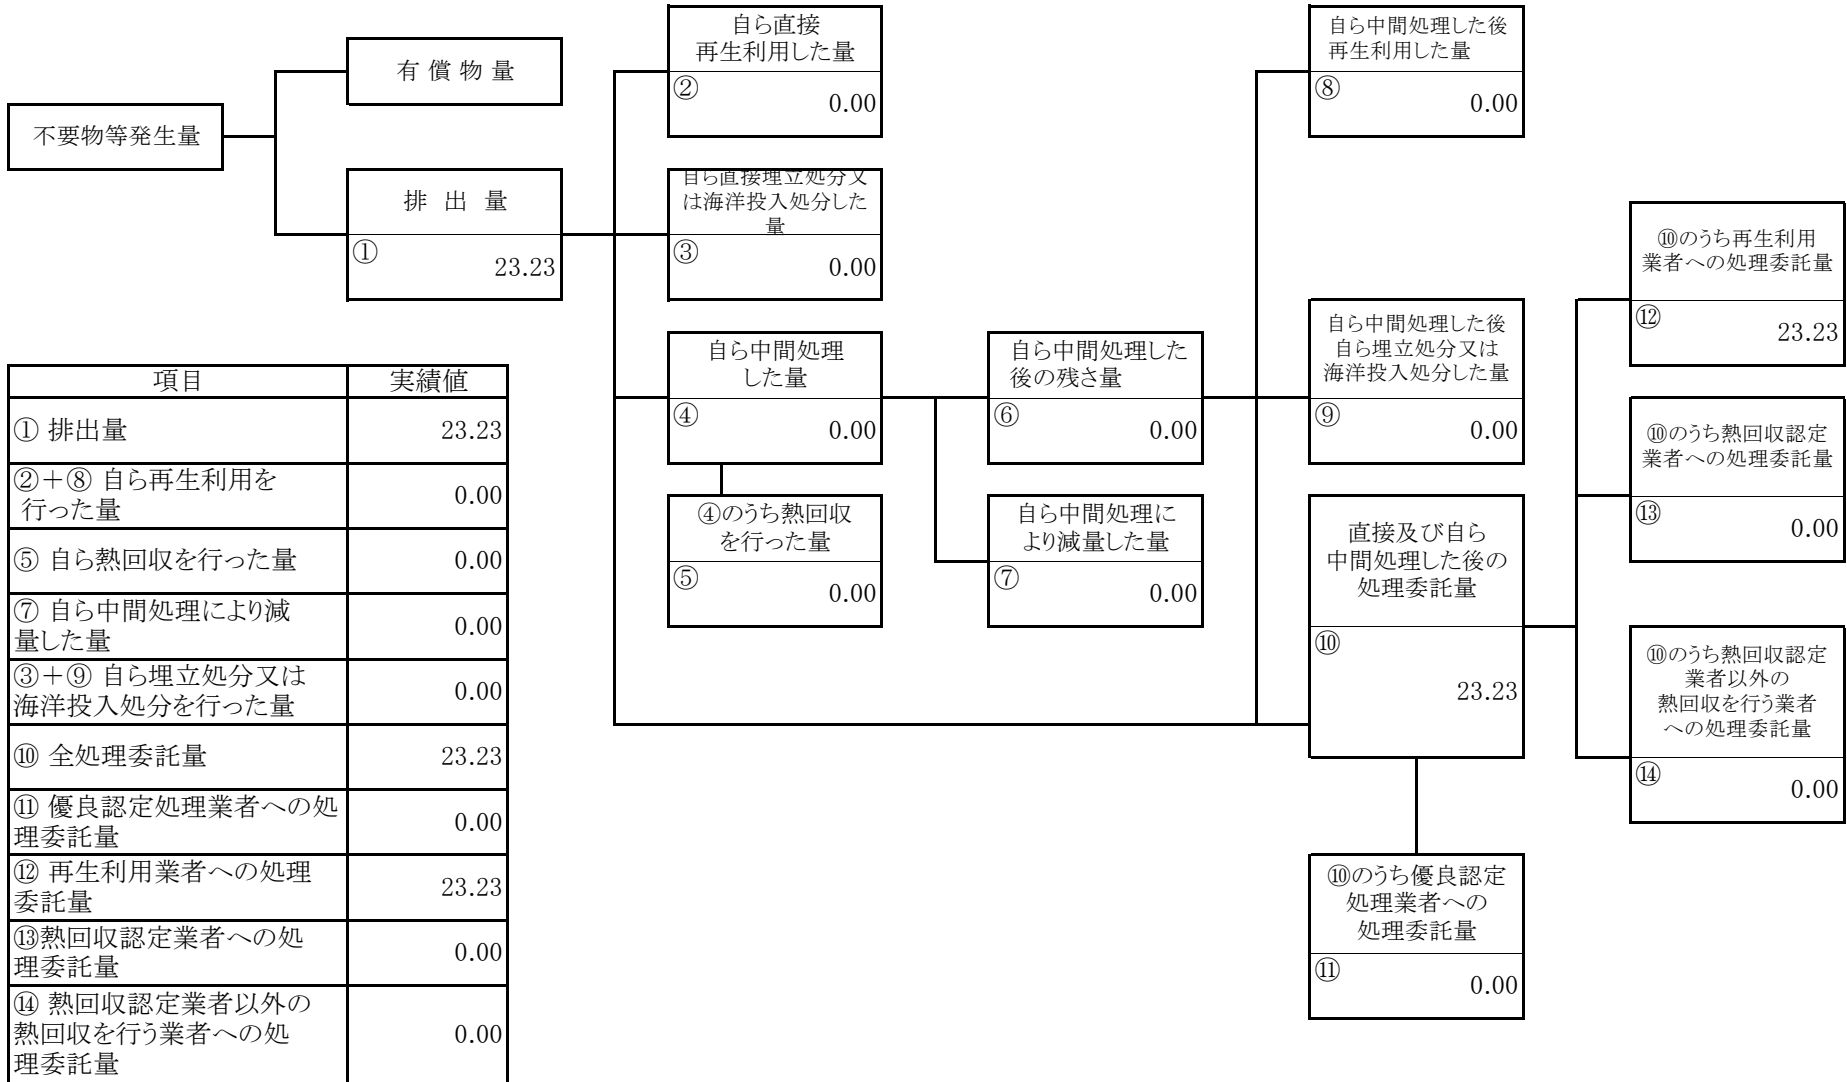 不要物等発生量
有 償 物 量
排 出 量
①
23.23
自ら直接
再生利用した量
②
0.00
自ら直接埋立処分又
は海洋投入処分した
量
③
0.00
自ら中間処理
した量
④
0.00
④のうち熱回収
を行った量
⑤
0.00
自ら中間処理した
後の残さ量
⑥
0.00
自ら中間処理に
より減量した量
⑦
0.00
自ら中間処理した後
再生利用した量
⑧
0.00
自ら中間処理した後
自ら埋立処分又は
海洋投入処分した量
⑨
0.00
直接及び自ら
中間処理した後の
処理委託量
⑩
23.23
⑩のうち優良認定
処理業者への
処理委託量
⑪
0.00
⑩のうち再生利用
業者への処理委託量
⑫
23.23
⑩のうち熱回収認定
業者への処理委託量
⑬
0.00
⑩のうち熱回収認定
業者以外の
熱回収を行う業者
への処理委託量
⑭
0.00
項目 実績値
① 排出量 23.23
②＋⑧ 自ら再生利用を
行った量 0.00
⑤ 自ら熱回収を行った量 0.00
⑦ 自ら中間処理により減
量した量 0.00
③＋⑨ 自ら埋立処分又は
海洋投入処分を行った量 0.00
⑩ 全処理委託量 23.23
⑪ 優良認定処理業者への処
理委託量 0.00
⑫ 再生利用業者への処理
委託量 23.23
⑬熱回収認定業者への処
理委託量 0.00
⑭ 熱回収認定業者以外の
熱回収を行う業者への処
理委託量 0.00